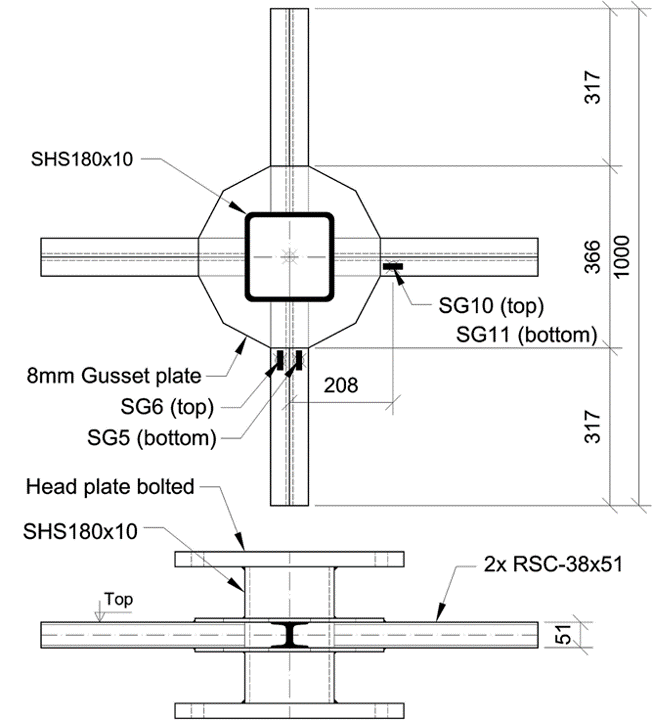 317
SHS180x10
366
1000
SG10 (top)
SG11 (bottom)
8mm Gusset plate
208
SG6 (top)
SG5 (bottom)
317
Head plate bolted
SHS180x10
2x RSC-38x51
Top
51